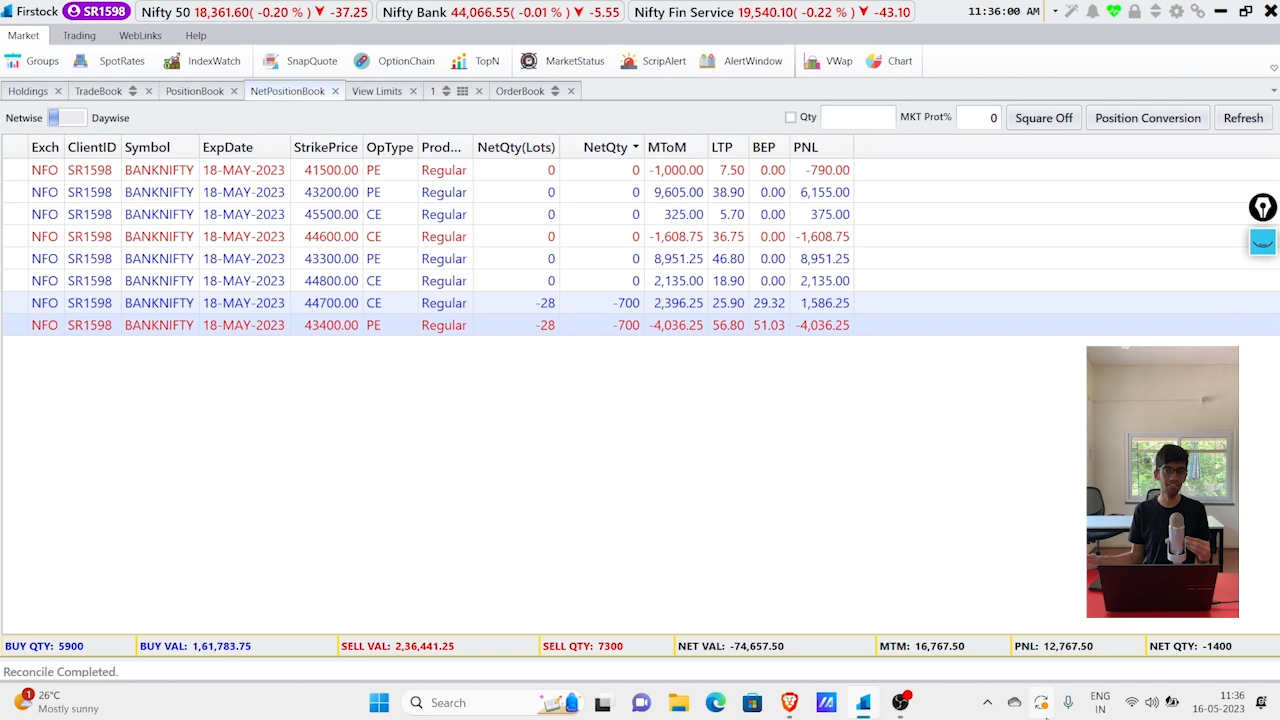 Firstock SR1598 Nifty 50 18,361.60( -0.20 % ) -37.25 Nifty Bank 44,066.55( -0.01 % ) -5.55 Nifty Fin Service 19,540.10( -0.22 % ) -43.10 11:36:00 AM
Market Trading WebLinks Help
Groups SpotRates IndexWatch SnapQuote OptionChain TopN MarketStatus ScripAlert AlertWindow VWap Chart
Holdings TradeBook PositionBook NetPositionBook View Limits 1 OrderBook
Netwise Daywise Qty MKT Prot% 0 Square Off Position Conversion Refresh
Exch ClientID Symbol ExpDate StrikePrice OpType Prod... NetQty(Lots) NetQty MToM LTP BEP PNL
NFO SR1598 BANKNIFTY 18-MAY-2023 41500.00 PE Regular 0 0 -1,000.00 7.50 0.00 -790.00
NFO SR1598 BANKNIFTY 18-MAY-2023 43200.00 PE Regular 0 0 9,605.00 38.90 0.00 6,155.00
NFO SR1598 BANKNIFTY 18-MAY-2023 45500.00 CE Regular 0 0 325.00 5.70 0.00 375.00
NFO SR1598 BANKNIFTY 18-MAY-2023 44600.00 CE Regular 0 0 -1,608.75 36.75 0.00 -1,608.75
NFO SR1598 BANKNIFTY 18-MAY-2023 43300.00 PE Regular 0 0 8,951.25 46.80 0.00 8,951.25
NFO SR1598 BANKNIFTY 18-MAY-2023 44800.00 CE Regular 0 0 2,135.00 18.90 0.00 2,135.00
NFO SR1598 BANKNIFTY 18-MAY-2023 44700.00 CE Regular -28 -700 2,396.25 25.90 29.32 1,586.25
NFO SR1598 BANKNIFTY 18-MAY-2023 43400.00 PE Regular -28 -700 -4,036.25 56.80 51.03 -4,036.25
BUY QTY: 5900 BUY VAL: 1,61,783.75 SELL VAL: 2,36,441.25 SELL QTY: 7300 NET VAL: -74,657.50 MTM: 16,767.50 PNL: 12,767.50 NET QTY: -1400
Reconcile Completed.
1 26°C Mostly sunny Search ENG IN 11:36 16-05-2023